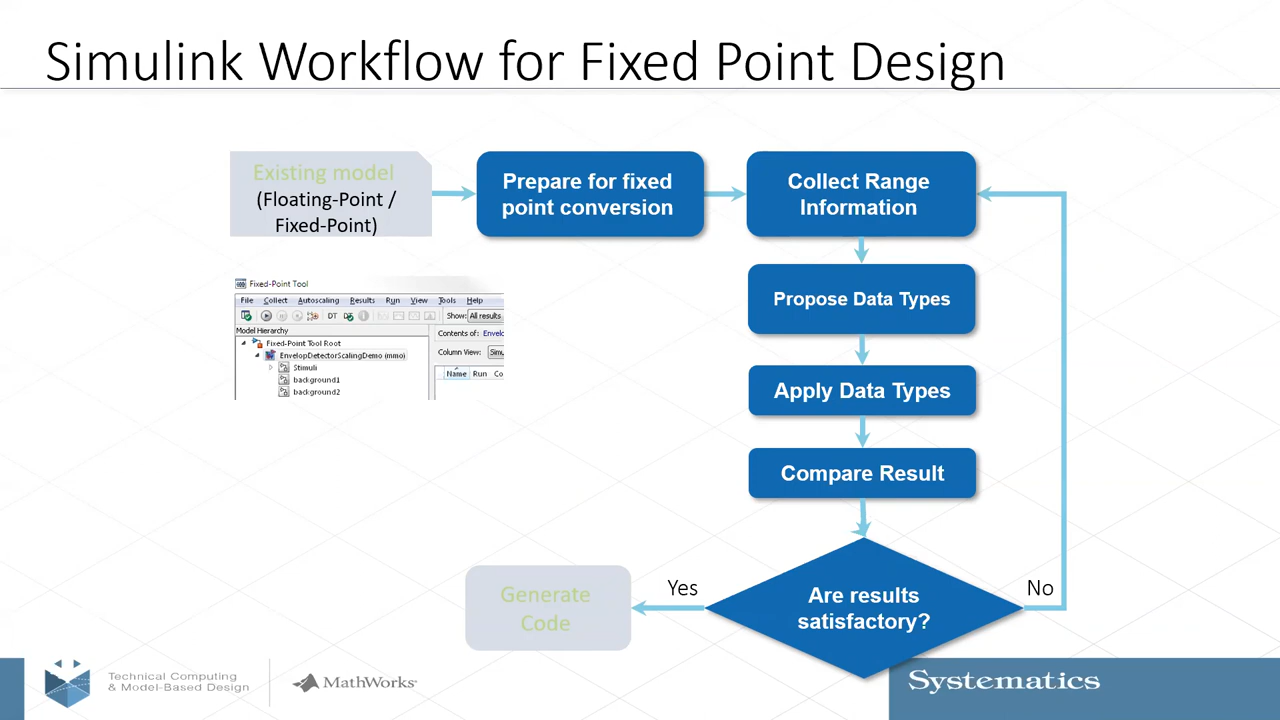 Simulink Workflow for Fixed Point Design
Existing model
(Floating-Point /
Fixed-Point)
Prepare for fixed
point conversion
Collect Range
Information
Propose Data Types
Apply Data Types
Compare Result
Are results
satisfactory?
Yes
No
Generate
Code
Fixed-Point Tool
File Collect Autoscaling Results Run View Tools Help
DT Show: All results
Model Hierarchy
Contents of: Envelo
Fixed-Point Tool Root
EnvelopDetectorScalingDemo (mmo)
Column View: Simu
Stimuli
Name Run Co
background1
background2
Technical Computing
& Model-Based Design
MathWorks
Systematics